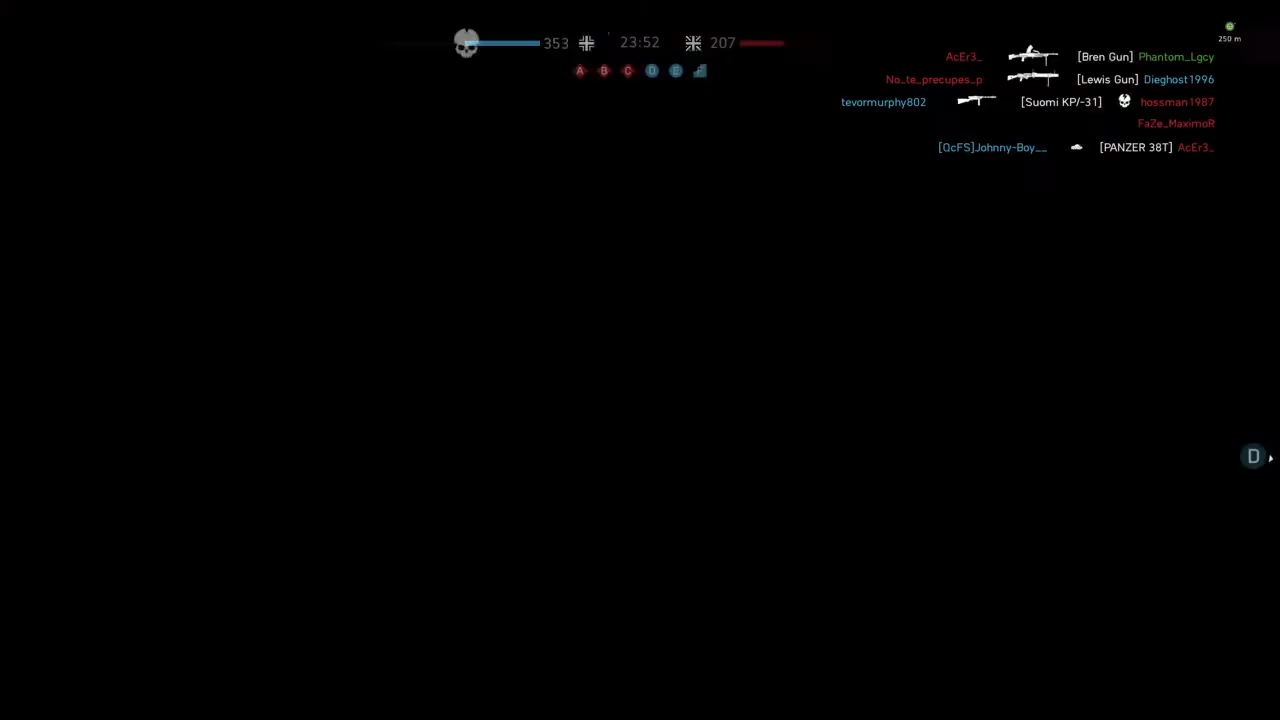 353 23:52 207
A B C D E F
250 m
AcEr3_ [Bren Gun] Phantom_Lgcy
No_te_precupes_p [Lewis Gun] Dieghost1996
tevormurphy802 [Suomi KP/-31] hossman1987
FaZe_MaximoR
[QcFS]Johnny-Boy__ [PANZER 38T] AcEr3_
D